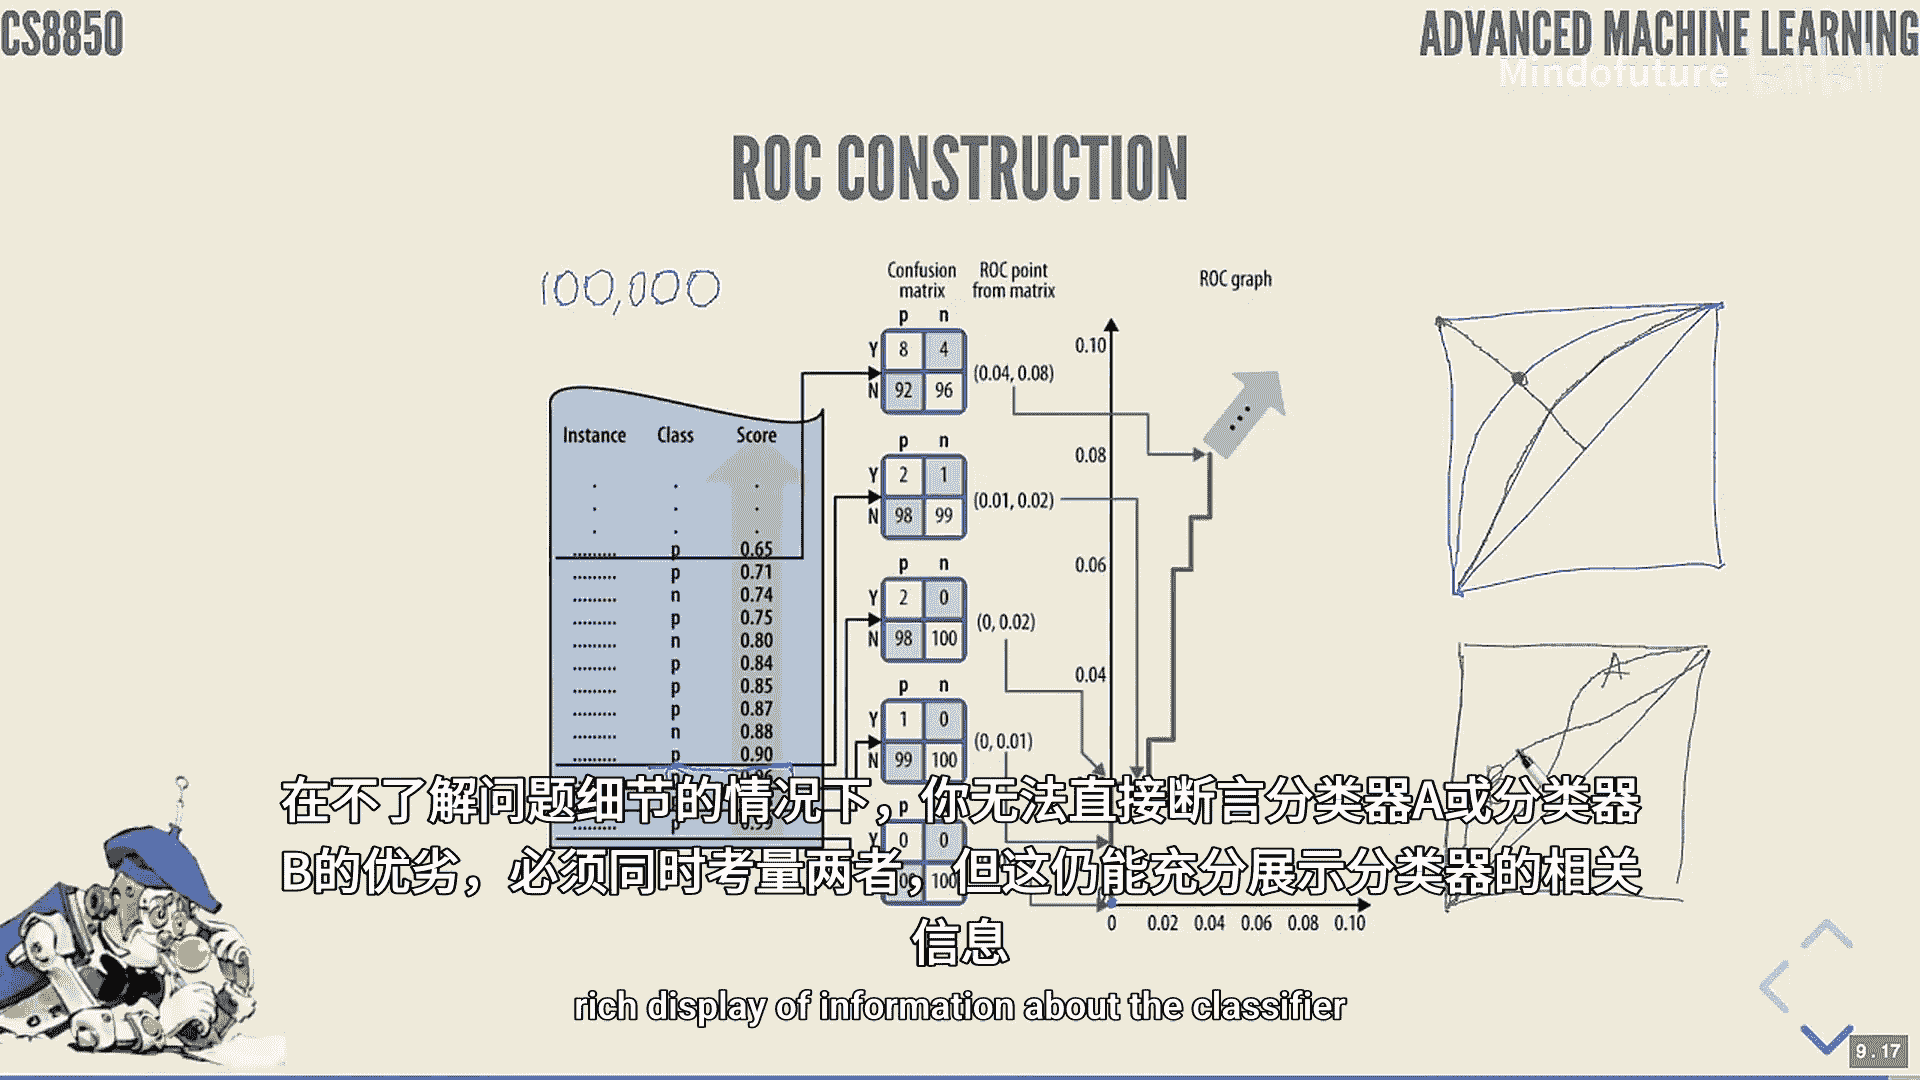 CS8850
ADVANCED MACHINE LEARNING
Mindofuture
ROC CONSTRUCTION
100,000
Confusion matrix
ROC point from matrix
ROC graph
Instance Class Score
. . .
. . .
. . .
......... p 0.65
......... p 0.71
......... n 0.74
......... p 0.75
......... n 0.80
......... p 0.84
......... p 0.85
......... p 0.87
......... n 0.88
......... p 0.90
p n
Y 8 4
N 92 96
(0.04, 0.08)
p n
Y 2 1
N 98 99
(0.01, 0.02)
p n
Y 2 0
N 98 100
(0, 0.02)
p n
Y 1 0
N 99 100
(0, 0.01)
p
Y 0 0
100
0.10
0.08
0.06
0.04
0 0.02 0.04 0.06 0.08 0.10
A
在不了解问题细节的情况下，你无法直接断言分类器A或分类器
B的优劣，必须同时考量两者，但这仍能充分展示分类器的相关
信息
rich display of information about the classifier
9.17